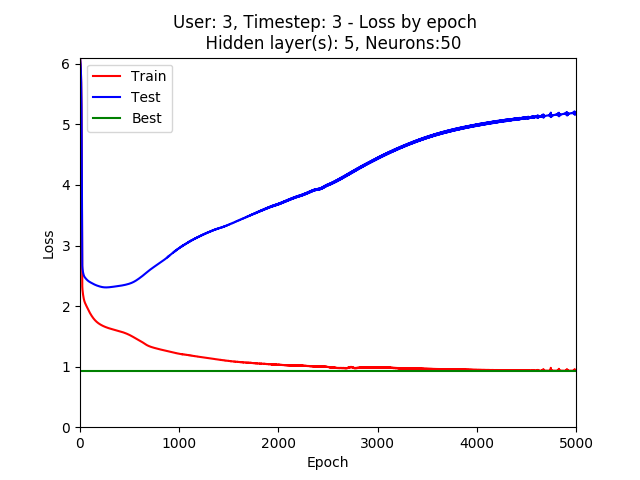 User: 3, Timestep: 3 - Loss by epoch
Hidden layer(s): 5, Neurons:50
Train
Test
Best
6
5
4
3
2
1
0
Loss
0 1000 2000 3000 4000 5000
Epoch